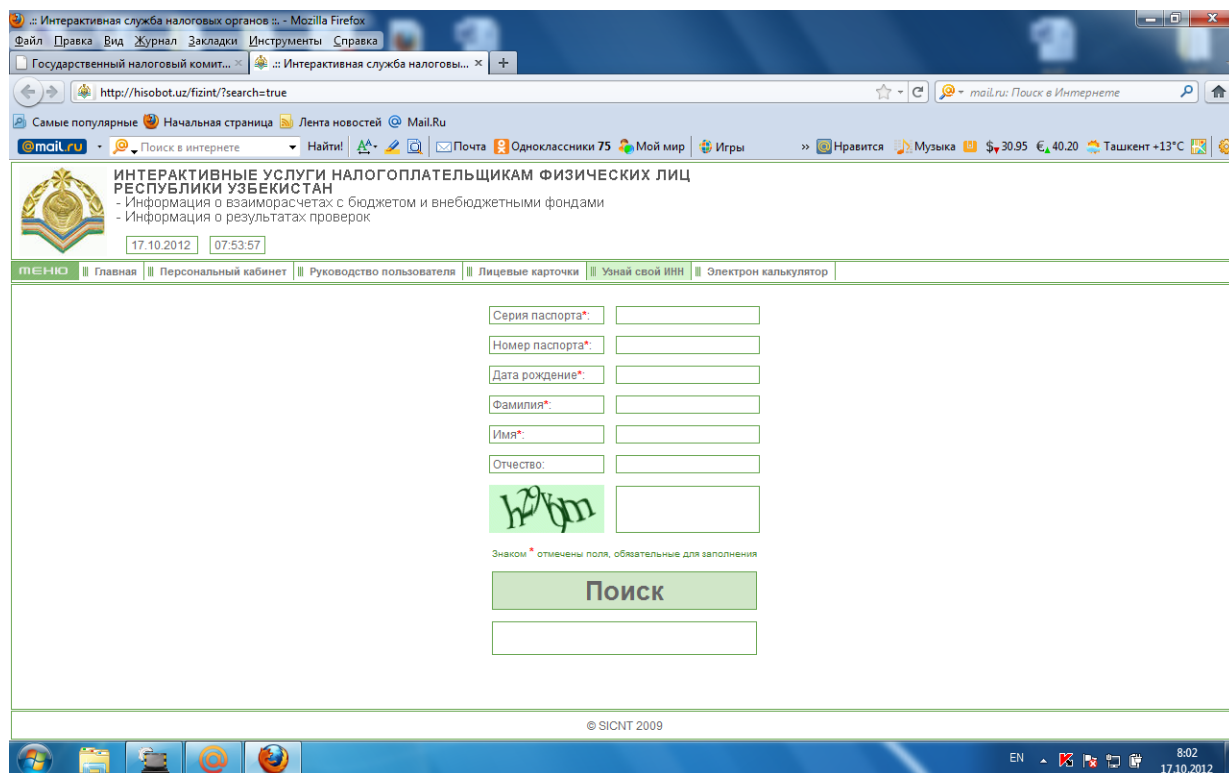 .:: Интерактивная служба налоговых органов ::. - Mozilla Firefox
Файл Правка Вид Журнал Закладки Инструменты Справка
Государственный налоговый комит... × .:: Интерактивная служба налоговы... × +
http://hisobot.uz/fizint/?search=true mail.ru: Поиск в Интернете
Самые популярные Начальная страница Лента новостей Mail.Ru
@mail.ru Поиск в интернете Найти! Почта Одноклассники 75 Мой мир Игры » Нравится Музыка $ 30.95 € 40.20 Ташкент +13°C
ИНТЕРАКТИВНЫЕ УСЛУГИ НАЛОГОПЛАТЕЛЬЩИКАМ ФИЗИЧЕСКИХ ЛИЦ
РЕСПУБЛИКИ УЗБЕКИСТАН
- Информация о взаиморасчетах с бюджетом и внебюджетными фондами
- Информация о результатах проверок
17.10.2012 07:53:57
МЕНЮ Главная Персональный кабинет Руководство пользователя Лицевые карточки Узнай свой ИНН Электрон калькулятор
Серия паспорта*:
Номер паспорта*:
Дата рождение*:
Фамилия*:
Имя*:
Отчество:
Знаком * отмечены поля, обязательные для заполнения
Поиск
© SICNT 2009
EN 8:02
17.10.2012